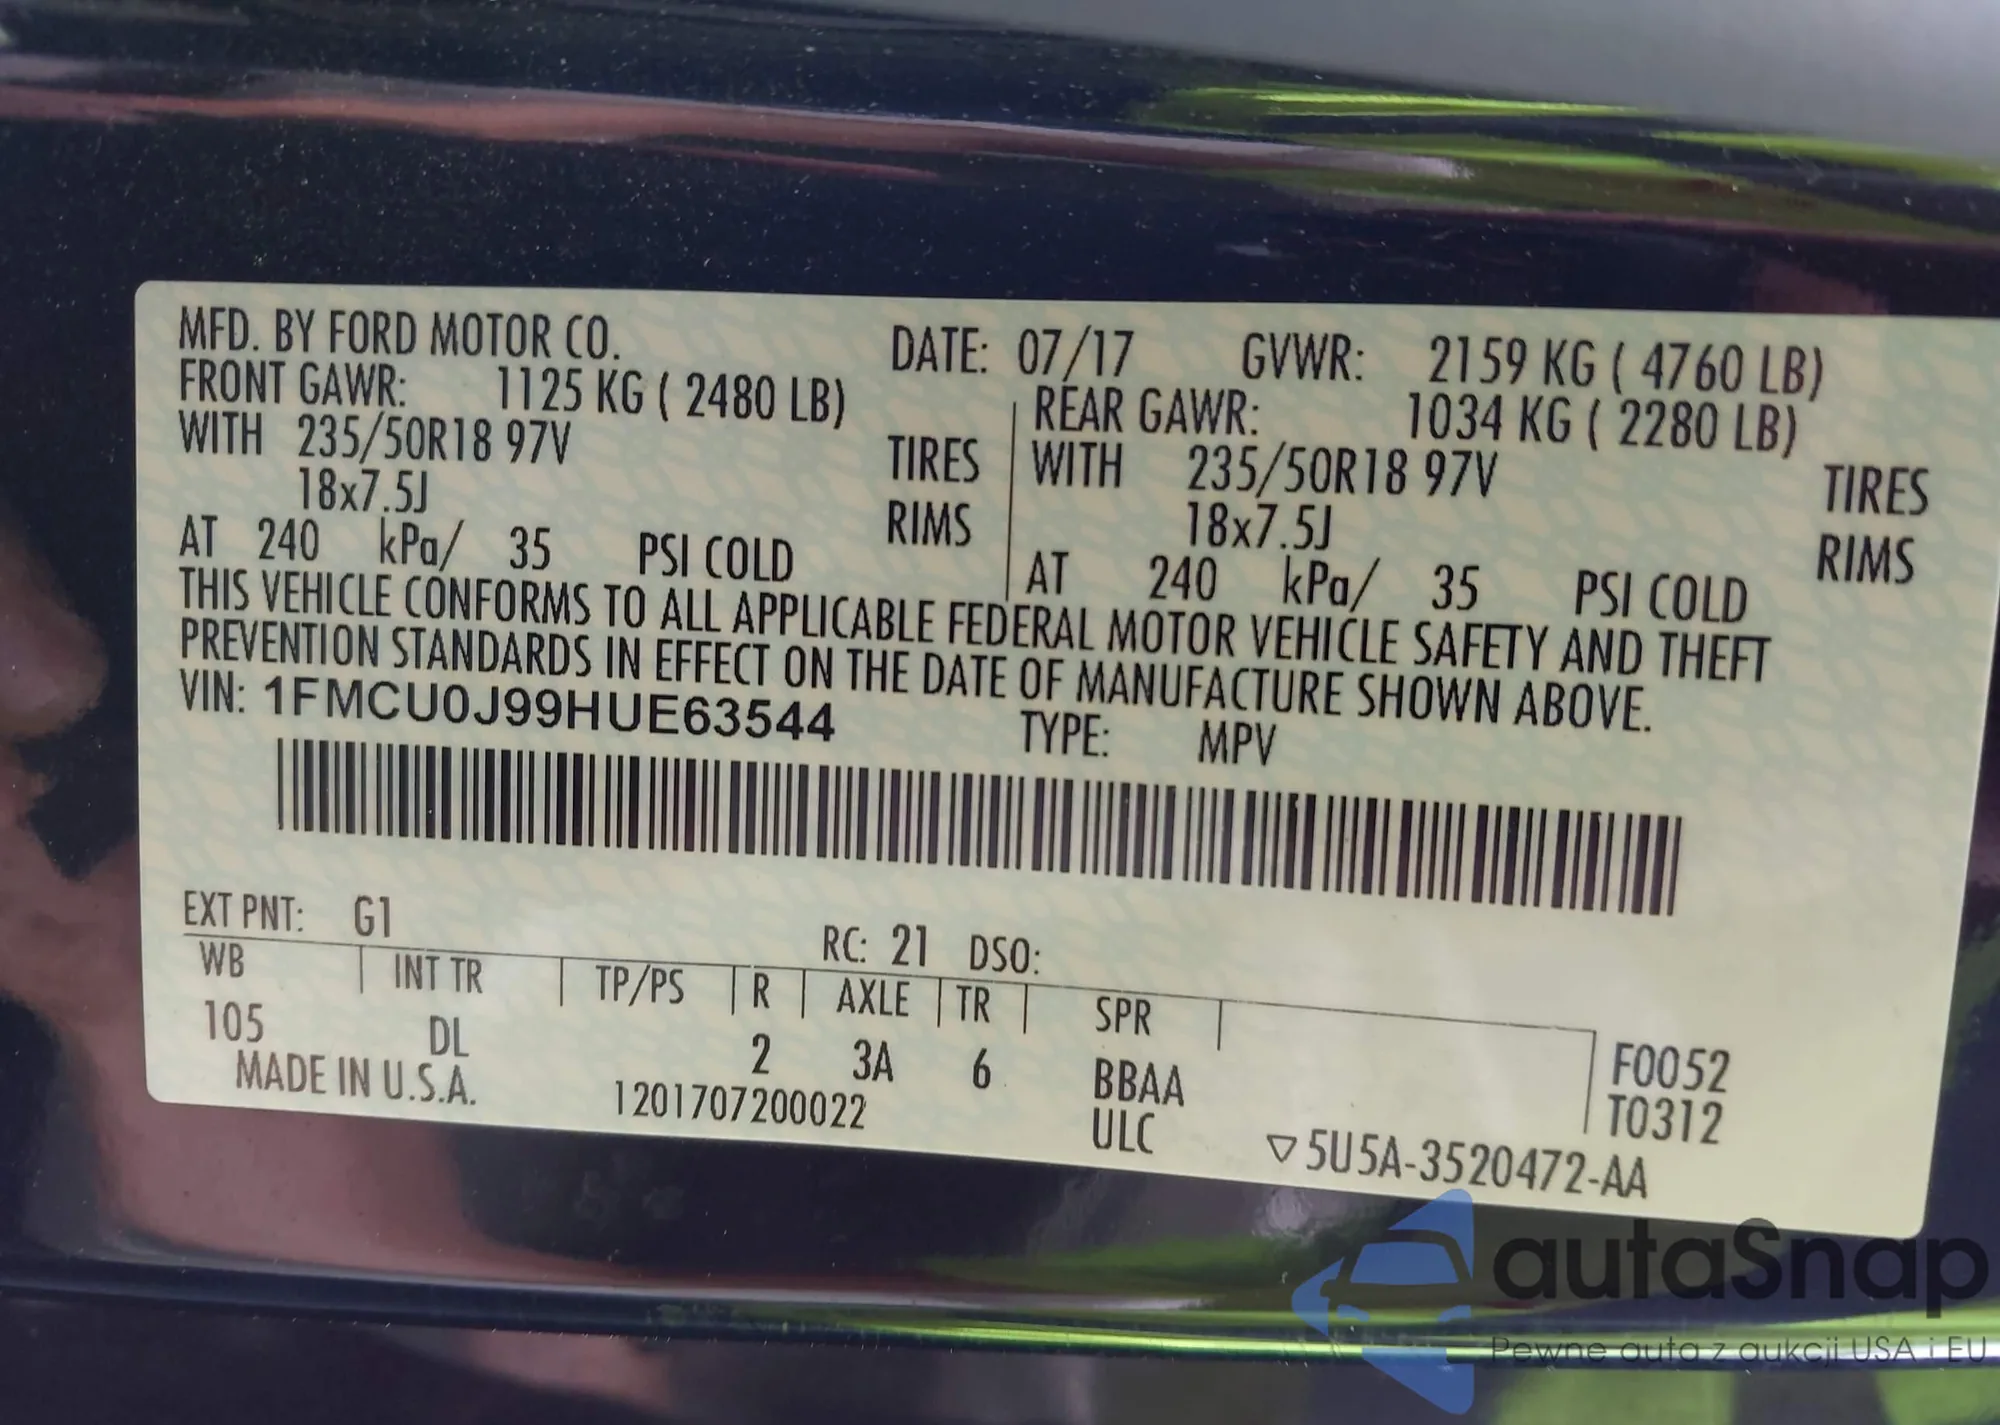 MFD. BY FORD MOTOR CO. DATE: 07/17 GVWR: 2159 KG ( 4760 LB)
FRONT GAWR: 1125 KG ( 2480 LB) REAR GAWR: 1034 KG ( 2280 LB)
WITH 235/50R18 97V TIRES WITH 235/50R18 97V TIRES
18x7.5J RIMS 18x7.5J RIMS
AT 240 kPa/ 35 PSI COLD AT 240 kPa/ 35 PSI COLD
THIS VEHICLE CONFORMS TO ALL APPLICABLE FEDERAL MOTOR VEHICLE SAFETY AND THEFT
PREVENTION STANDARDS IN EFFECT ON THE DATE OF MANUFACTURE SHOWN ABOVE.
VIN: 1FMCU0J99HUE63544 TYPE: MPV
EXT PNT: G1 RC: 21 DSO:
WB INT TR TP/PS R AXLE TR SPR
105 DL 2 3A 6 BBAA F0052
MADE IN U.S.A. 1201707200022 ULC T0312
▽5U5A-3520472-AA
autaSnap
Pewne auta z aukcji USA i EU